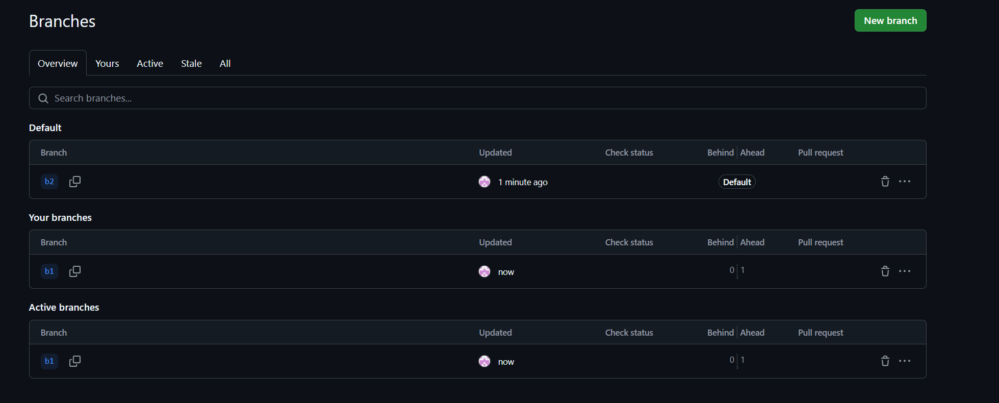 Branches
New branch
Overview Yours Active Stale All
Search branches...
Default
Branch Updated Check status Behind Ahead Pull request
b2 1 minute ago Default
Your branches
Branch Updated Check status Behind Ahead Pull request
b1 now 0 1
Active branches
Branch Updated Check status Behind Ahead Pull request
b1 now 0 1